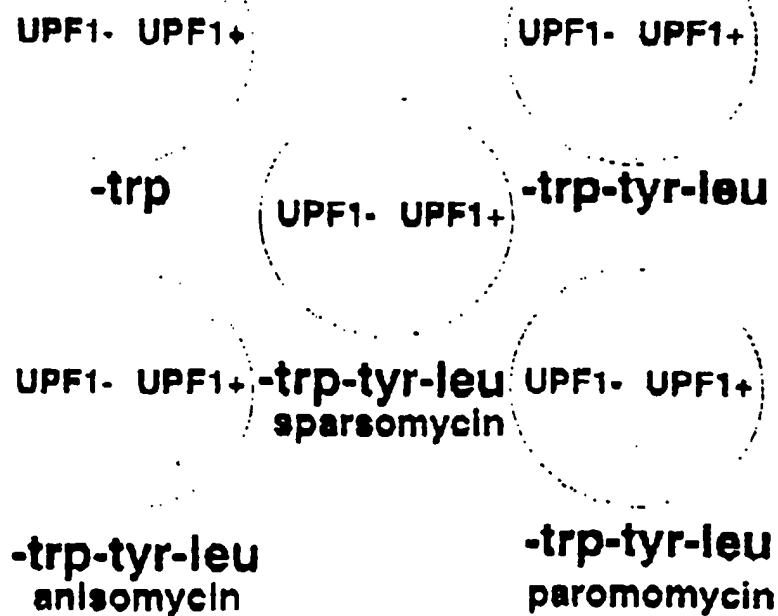 UPF1- UPF1+
UPF1- UPF1+
-trp
UPF1- UPF1+
-trp-tyr-leu
UPF1- UPF1+
-trp-tyr-leu
sparsomycin
UPF1- UPF1+
-trp-tyr-leu
anisomycin
-trp-tyr-leu
paromomycin